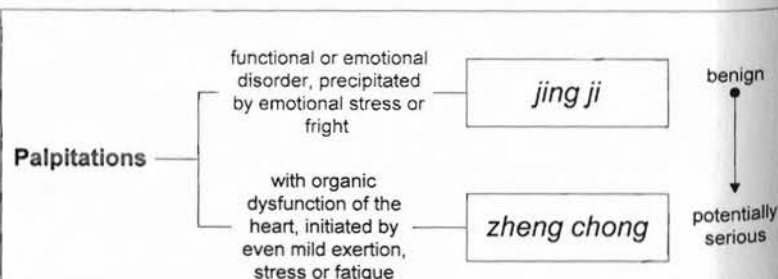 functional or emotional
disorder, precipitated
by emotional stress or
fright
jing ji
benign
Palpitations
with organic
dysfunction of the
heart, initiated by
even mild exertion,
stress or fatigue
zheng chong
potentially
serious